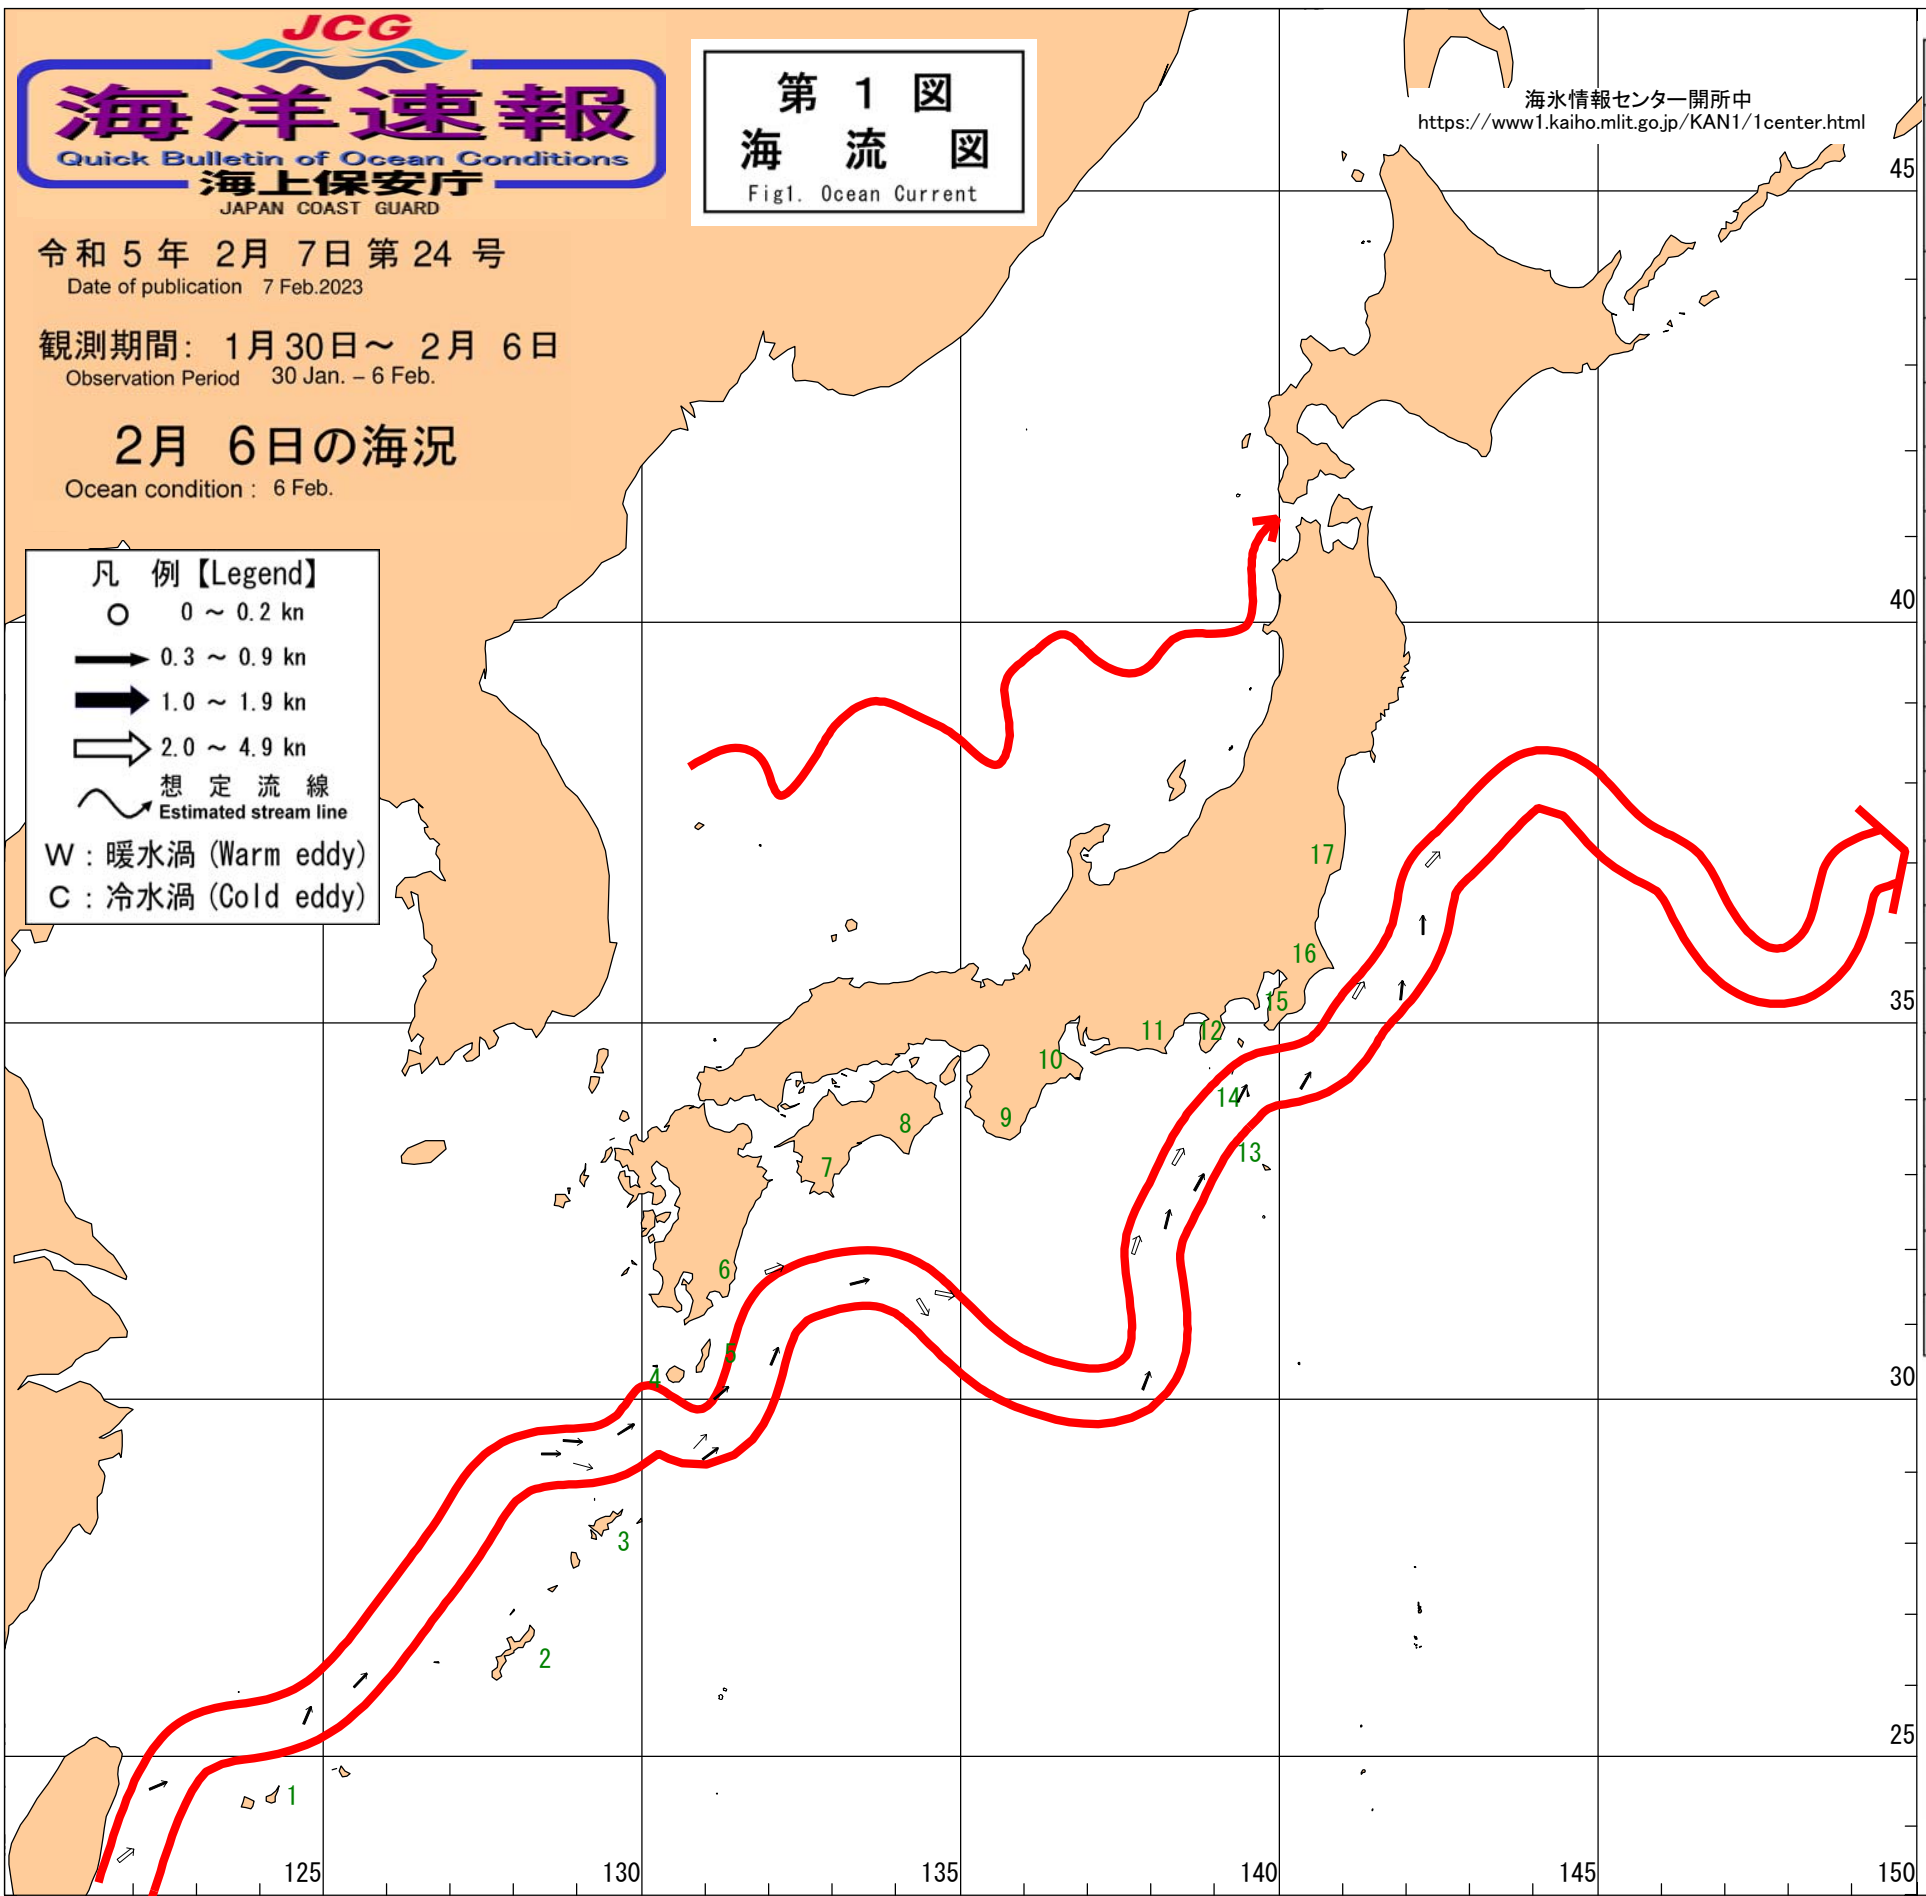 JCG
海洋速報
Quick Bulletin of Ocean Conditions
海上保安庁
JAPAN COAST GUARD
第 1 図
海 流 図
Fig1. Ocean Current
海氷情報センター開所中
https://www1.kaiho.mlit.go.jp/KAN1/1center.html
令和 5 年 2月 7日 第 24 号
Date of publication 7 Feb.2023
観測期間: 1月30日～ 2月 6日
Observation Period 30 Jan. – 6 Feb.
2月 6日の海況
Ocean condition : 6 Feb.
凡 例【Legend】
0 ～ 0.2 kn
0.3 ～ 0.9 kn
1.0 ～ 1.9 kn
2.0 ～ 4.9 kn
想 定 流 線
Estimated stream line
W : 暖水渦 (Warm eddy)
C : 冷水渦 (Cold eddy)
45
40
17
16
35
15
12
11
10
14
9
8
13
7
6
5
4
30
3
2
25
1
125
130
135
140
145
150